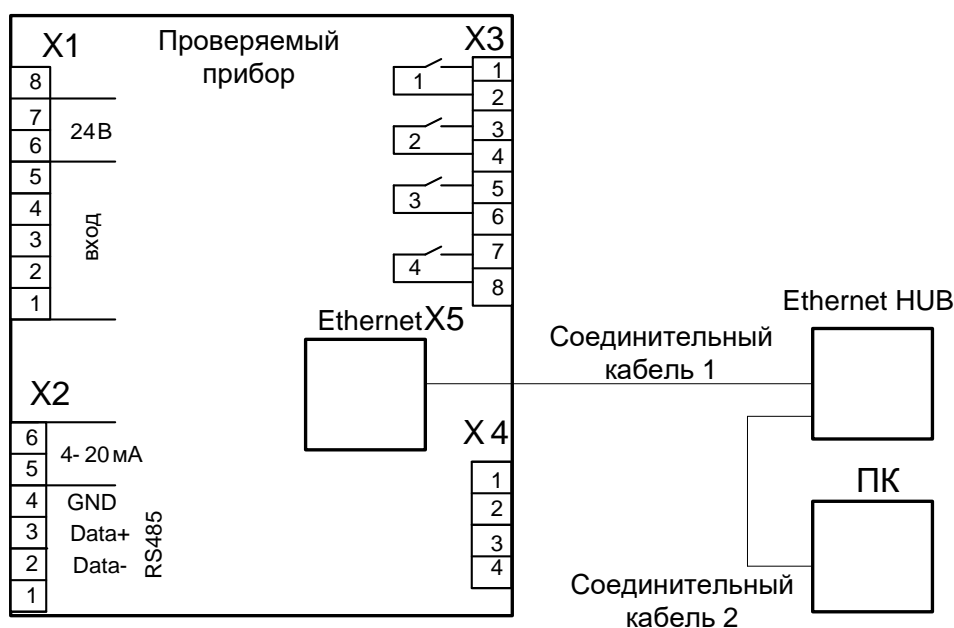 X1
Проверяемый
прибор
X3
8
7
6
24В
5
4
3
2
1
вход
1
2
3
4
1
2
3
4
5
6
7
8
Ethernet X5
Ethernet HUB
Соединительный
кабель 1
X2
6
5
4-20мА
4
GND
3
Data+
2
Data-
1
RS485
X 4
1
2
3
4
ПК
Соединительный
кабель 2